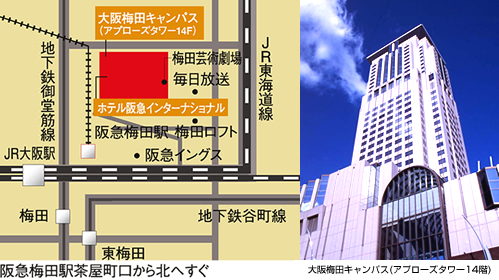 大阪梅田キャンパス
(アプローズタワー14F)
梅田芸術劇場
毎日放送
ホテル阪急インターナショナル
地下鉄御堂筋線
JR東海道線
阪急梅田駅
梅田ロフト
阪急イングス
JR大阪駅
梅田
地下鉄谷町線
東梅田
阪急梅田駅茶屋町口から北へすぐ
大阪梅田キャンパス(アプローズタワー14階)